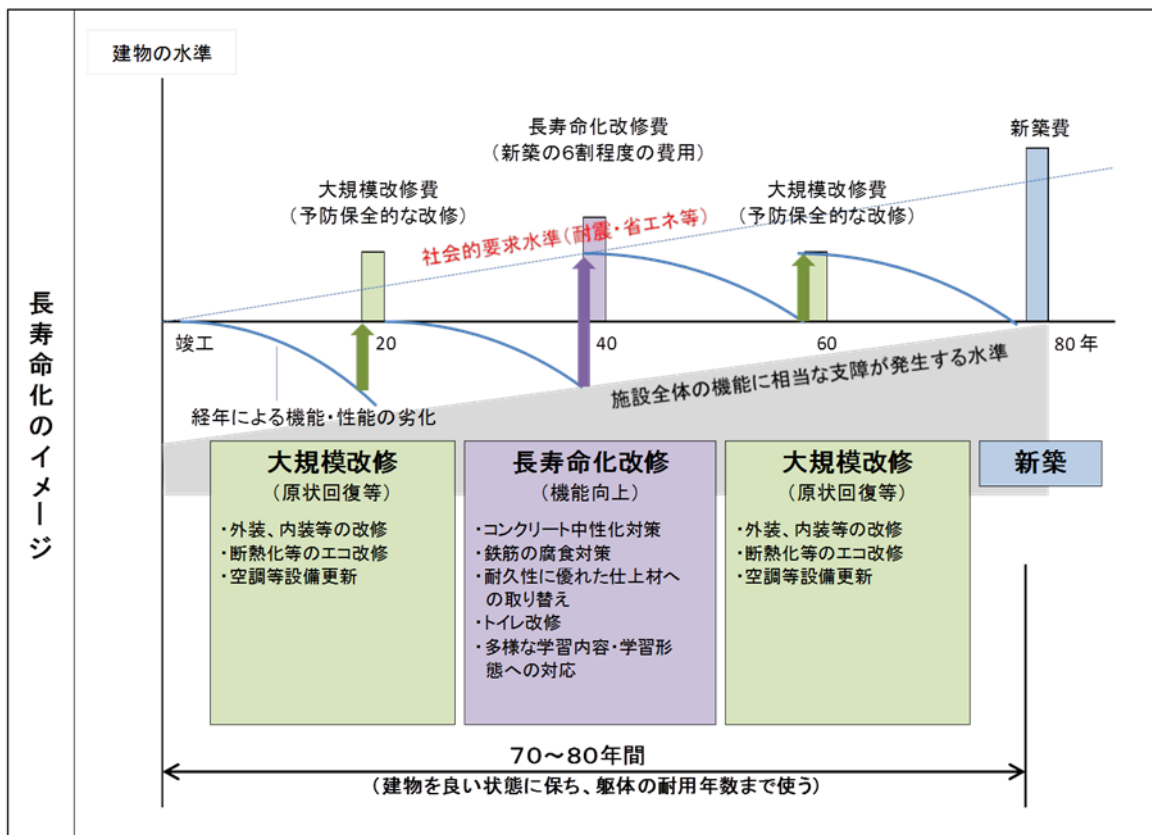 長寿命化のイメージ
建物の水準
長寿命化改修費
(新築の6割程度の費用)
新築費
大規模改修費
(予防保全的な改修)
大規模改修費
(予防保全的な改修)
社会的要求水準(耐震・省エネ等)
竣工
20
40
60
80 年
経年による機能・性能の劣化
施設全体の機能に相当な支障が発生する水準
大規模改修
(原状回復等)
・外装、内装等の改修
・断熱化等のエコ改修
・空調等設備更新
長寿命化改修
(機能向上)
・コンクリート中性化対策
・鉄筋の腐食対策
・耐久性に優れた仕上材へ
の取り替え
・トイレ改修
・多様な学習内容・学習形
態への対応
大規模改修
(原状回復等)
・外装、内装等の改修
・断熱化等のエコ改修
・空調等設備更新
新築
70～80年間
(建物を良い状態に保ち、躯体の耐用年数まで使う)